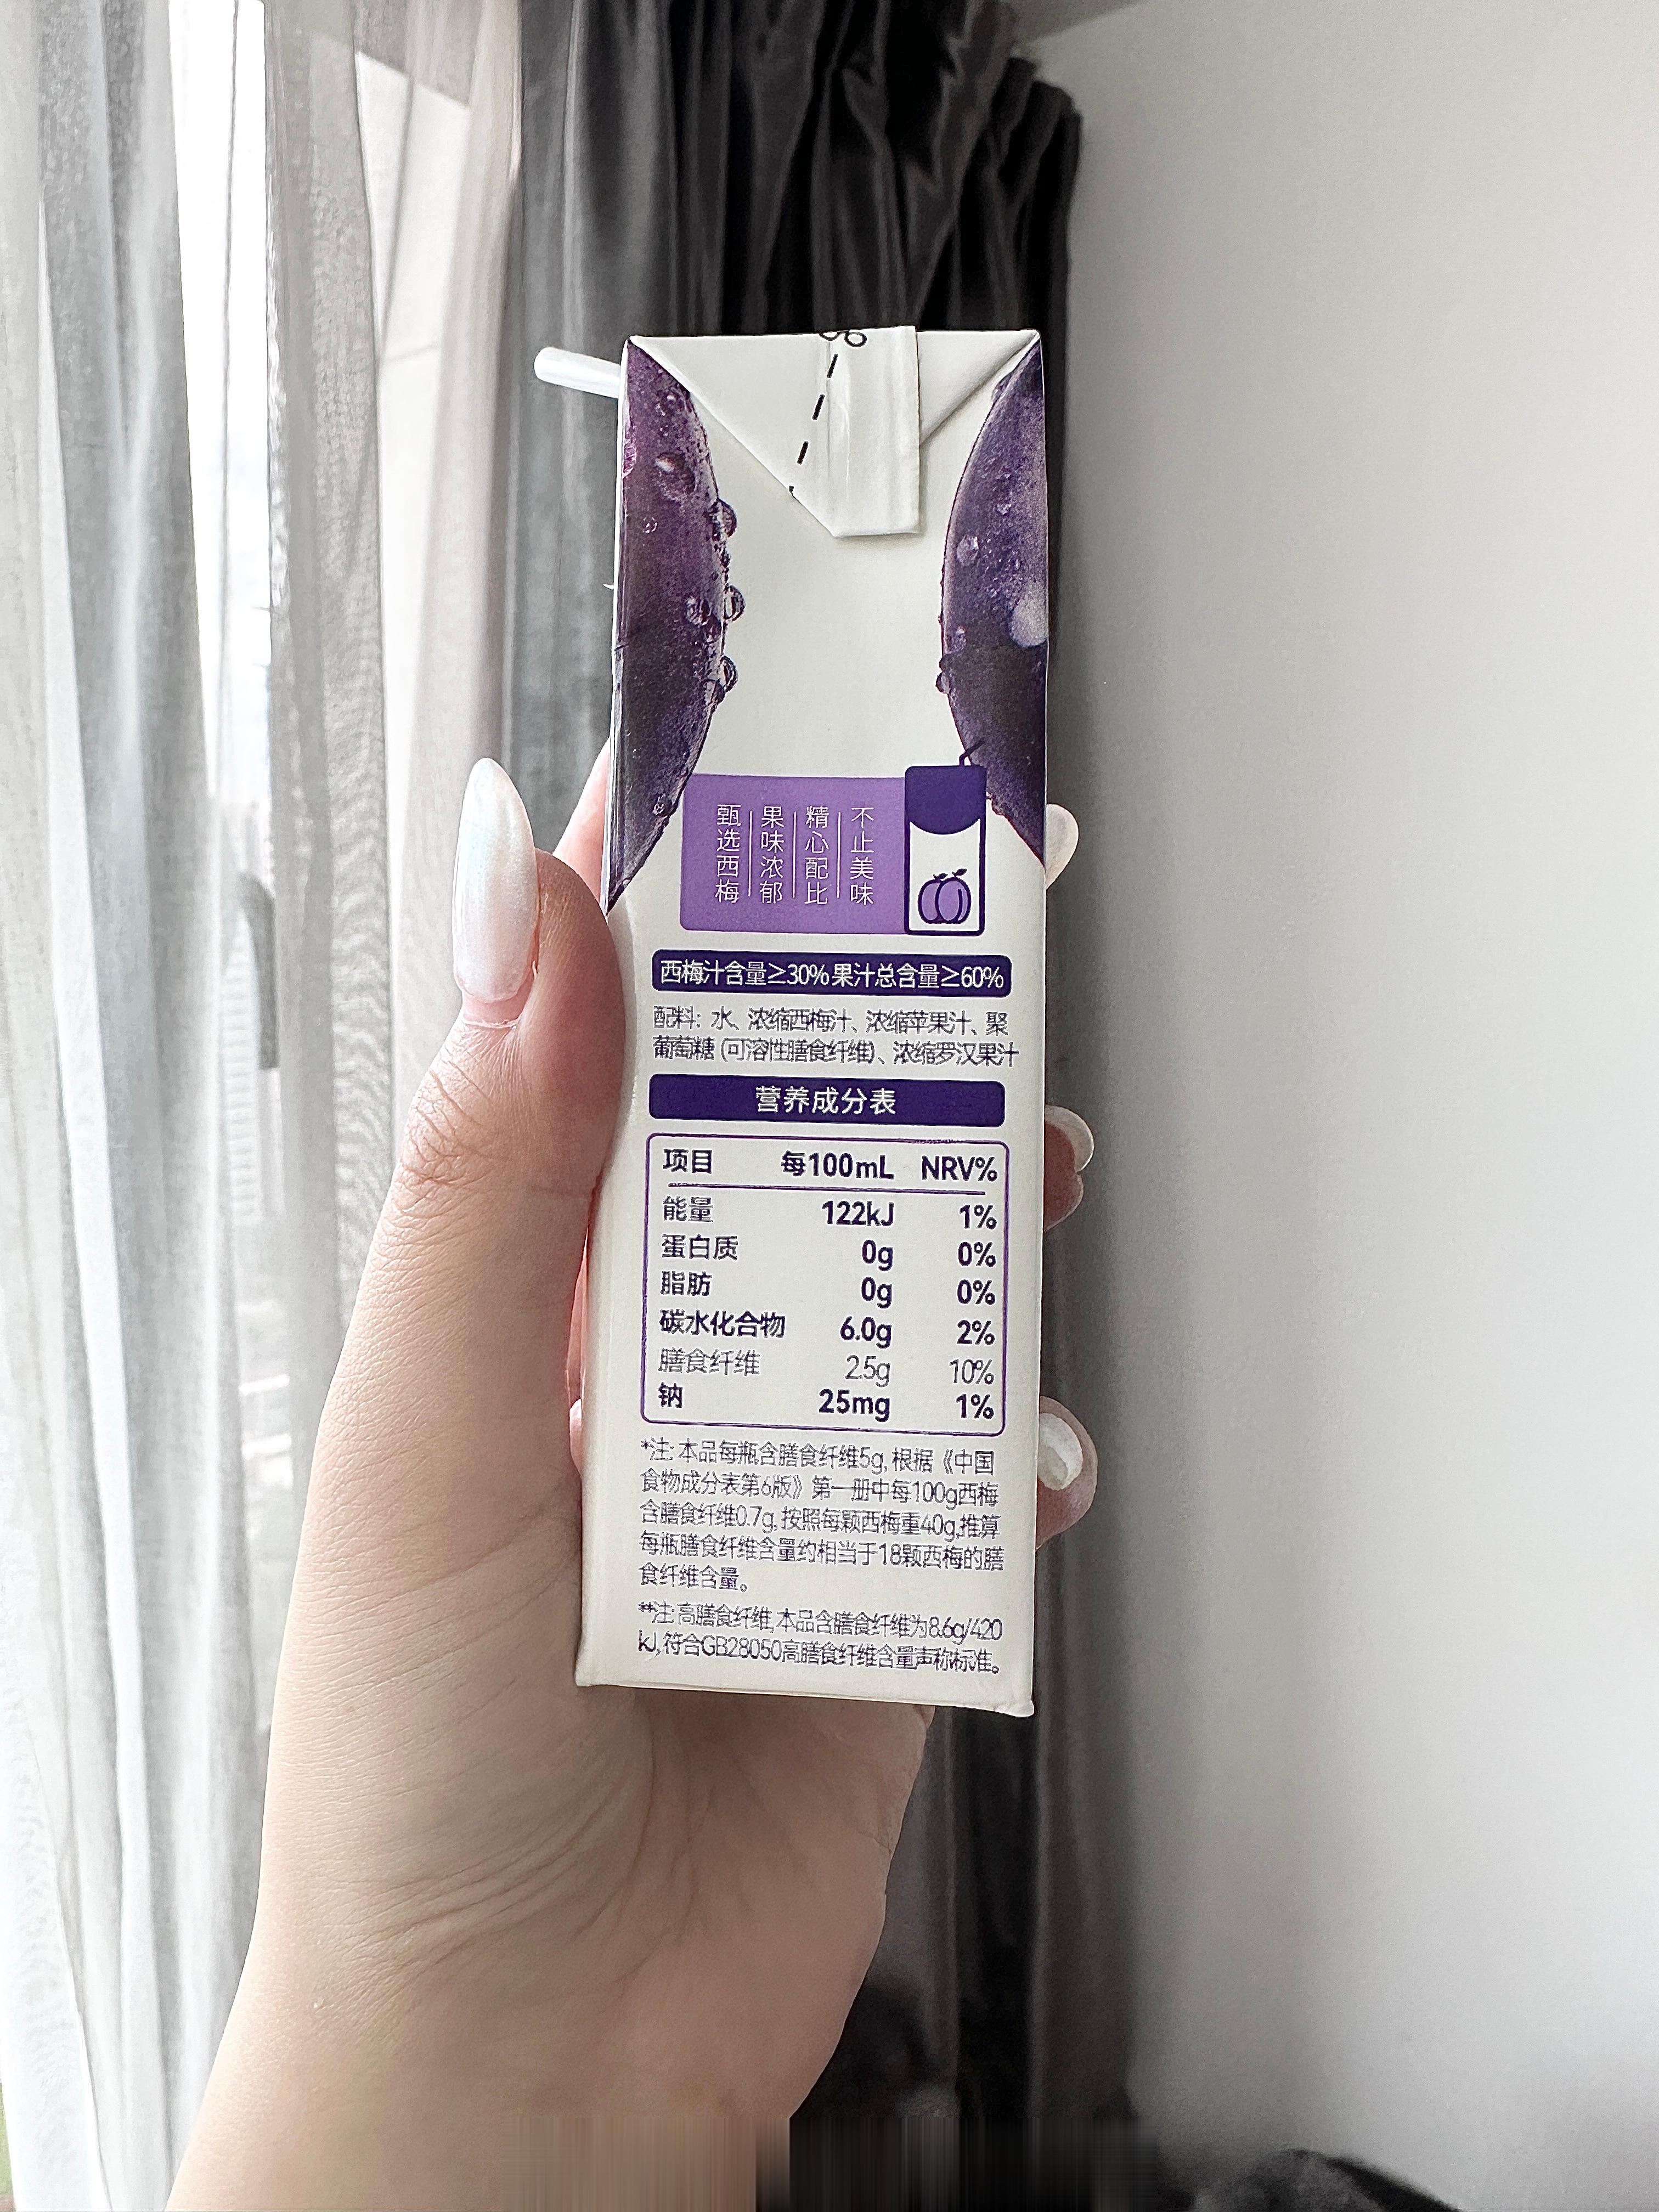 甄选西梅
果味浓郁
精心配比
不止美味
西梅汁含量≥30%果汁总含量≥60%
配料：水、浓缩西梅汁、浓缩苹果汁、聚
葡萄糖(可溶性膳食纤维)、浓缩罗汉果汁
营养成分表
项目 每100mL NRV%
能量 122kJ 1%
蛋白质 0g 0%
脂肪 0g 0%
碳水化合物 6.0g 2%
膳食纤维 2.5g 10%
钠 25mg 1%
*注:本品每瓶含膳食纤维5g,根据《中国
食物成分表第6版》第一册中每100g西梅
含膳食纤维0.7g,按照每颗西梅重40g,推算
每瓶膳食纤维含量约相当于18颗西梅的膳
食纤维含量。
**注:高膳食纤维,本品含膳食纤维为8.6g/420
kJ,符合GB28050高膳食纤维含量声称标准。